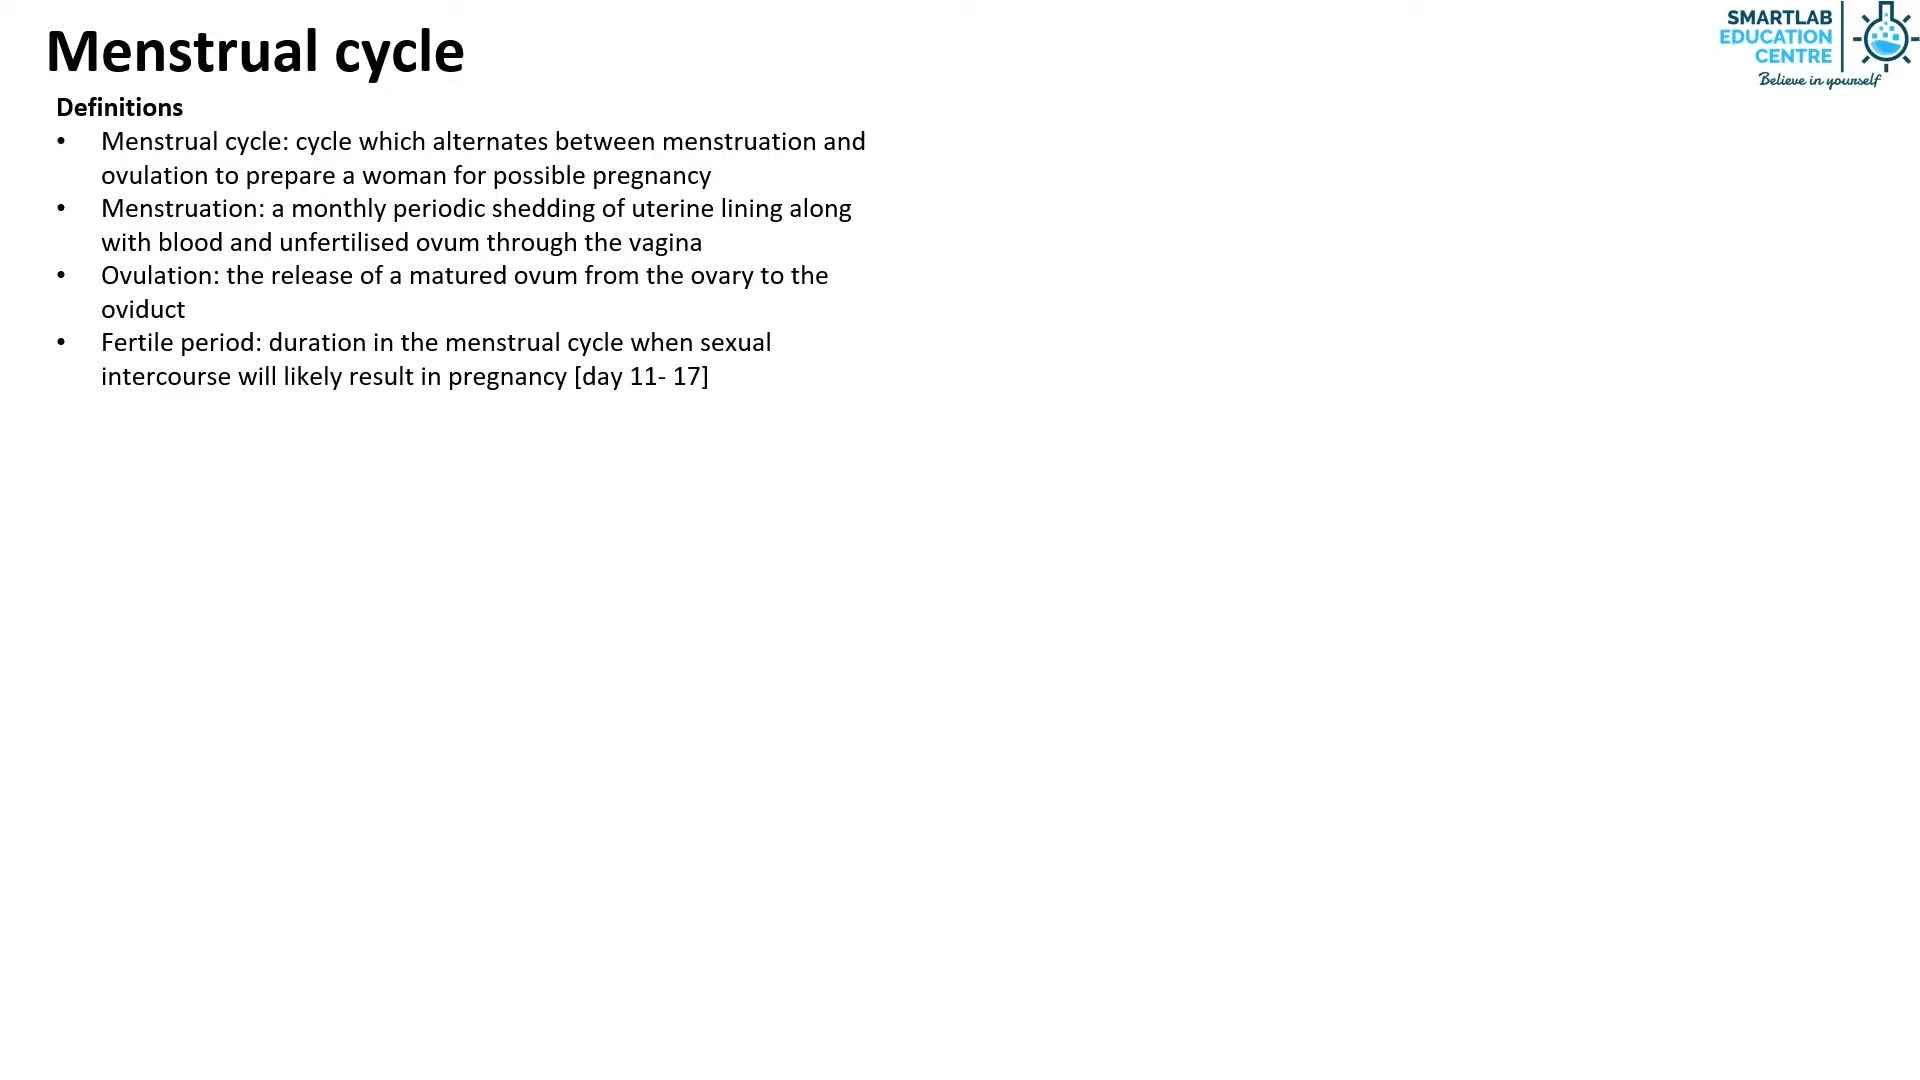 Menstrual cycle
SMARTLAB
EDUCATION
CENTRE
Believe in yourself
Definitions
• Menstrual cycle: cycle which alternates between menstruation and
ovulation to prepare a woman for possible pregnancy
• Menstruation: a monthly periodic shedding of uterine lining along
with blood and unfertilised ovum through the vagina
• Ovulation: the release of a matured ovum from the ovary to the
oviduct
• Fertile period: duration in the menstrual cycle when sexual
intercourse will likely result in pregnancy [day 11- 17]